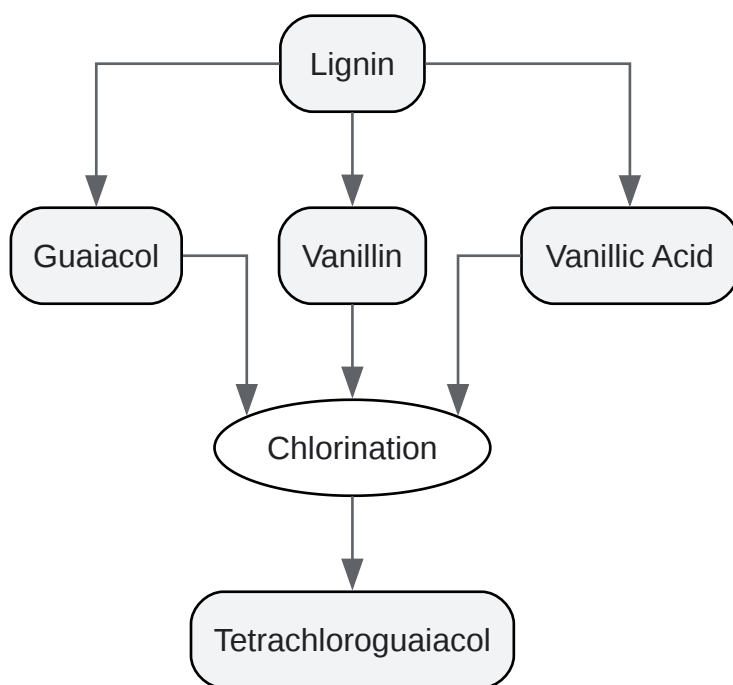 Lignin
Guaiacol
Vanillin
Vanillic Acid
Chlorination
Tetrachloroguaiacol